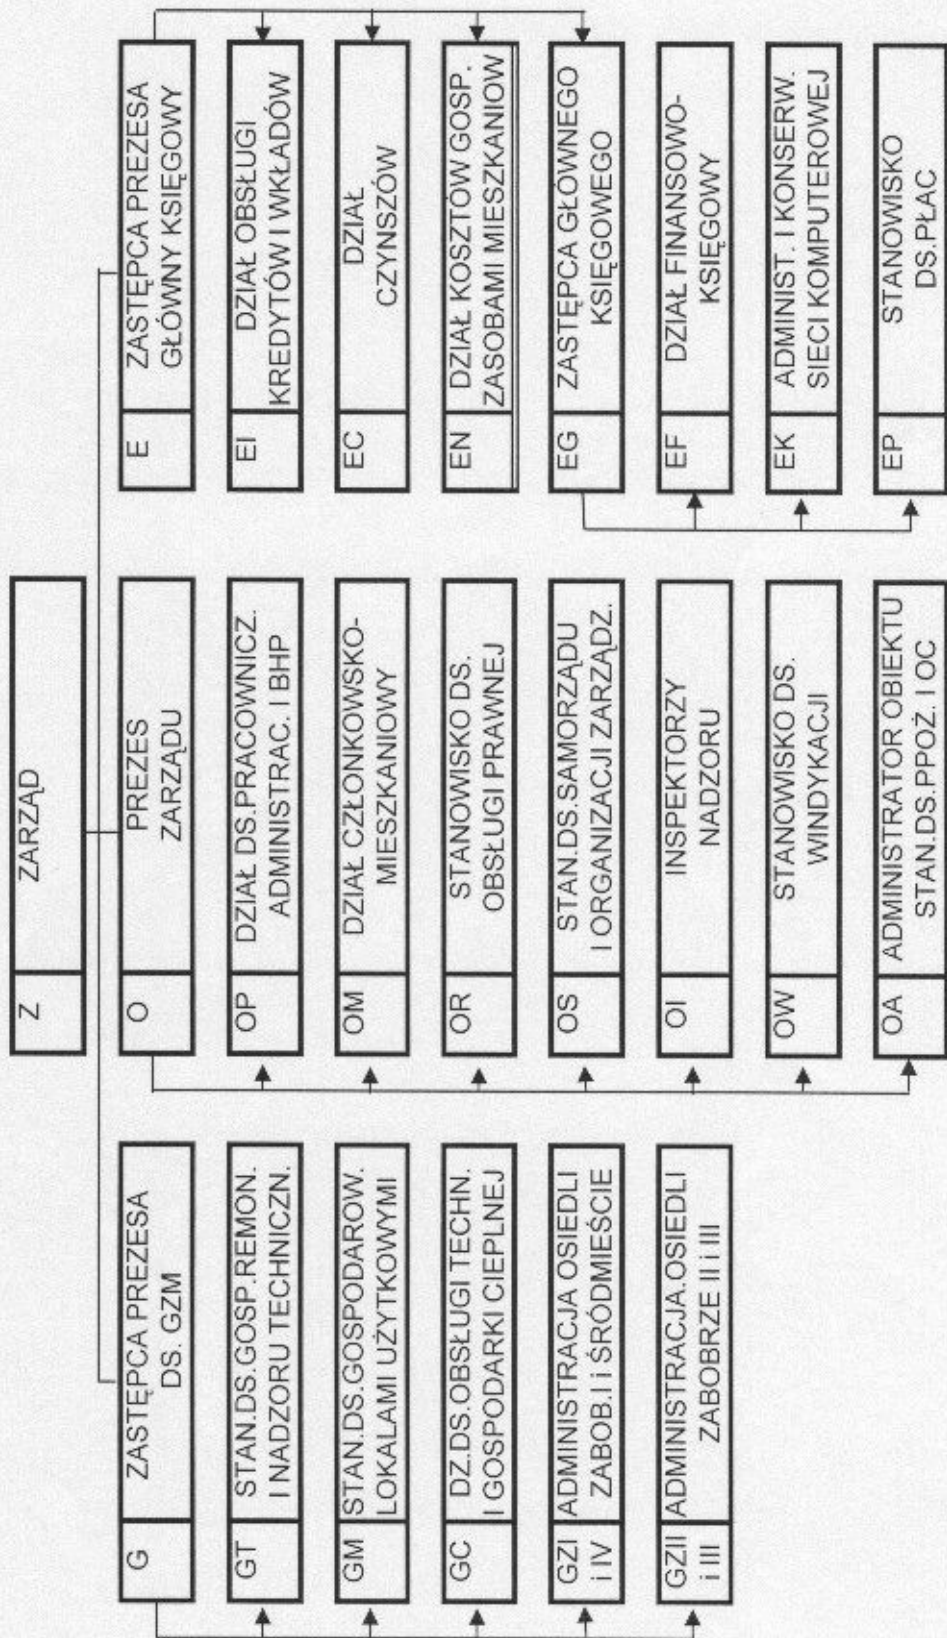 Z ZARZĄD
G ZASTĘPCA PREZESA
DS. GZM
GT STAN.DS.GOSP.REMON.
I NADZORU TECHNICZN.
GM STAN.DS.GOSPODAROW.
LOKALAMI UŻYTKOWYMI
GC DZ.DS.OBSŁUGI TECHN.
I GOSPODARKI CIEPLNEJ
GZI ADMINISTRACJA OSIEDLI
i IV ZABOB.I i ŚRÓDMIEŚCIE
GZII ADMINISTRACJA.OSIEDLI
i III ZABOBRZE II i III
O PREZES
ZARZĄDU
OP DZIAŁ DS.PRACOWNICZ.
ADMINISTRAC. I BHP
OM DZIAŁ CZŁONKOWSKO-
MIESZKANIOWY
OR STANOWISKO DS.
OBSŁUGI PRAWNEJ
OS STAN.DS.SAMORZĄDU
I ORGANIZACJI ZARZĄDZ.
OI INSPEKTORZY
NADZORU
OW STANOWISKO DS.
WINDYKACJI
OA ADMINISTRATOR OBIEKTU
STAN.DS.PPOŻ. I OC
E ZASTĘPCA PREZESA
GŁÓWNY KSIĘGOWY
EI DZIAŁ OBSŁUGI
KREDYTÓW I WKŁADÓW
EC DZIAŁ
CZYNSZÓW
EN DZIAŁ KOSZTÓW GOSP.
ZASOBAMI MIESZKANIOW
EG ZASTĘPCA GŁÓWNEGO
KSIĘGOWEGO
EF DZIAŁ FINANSOWO-
KSIĘGOWY
EK ADMINIST. I KONSERW.
SIECI KOMPUTEROWEJ
EP STANOWISKO
DS.PŁAC